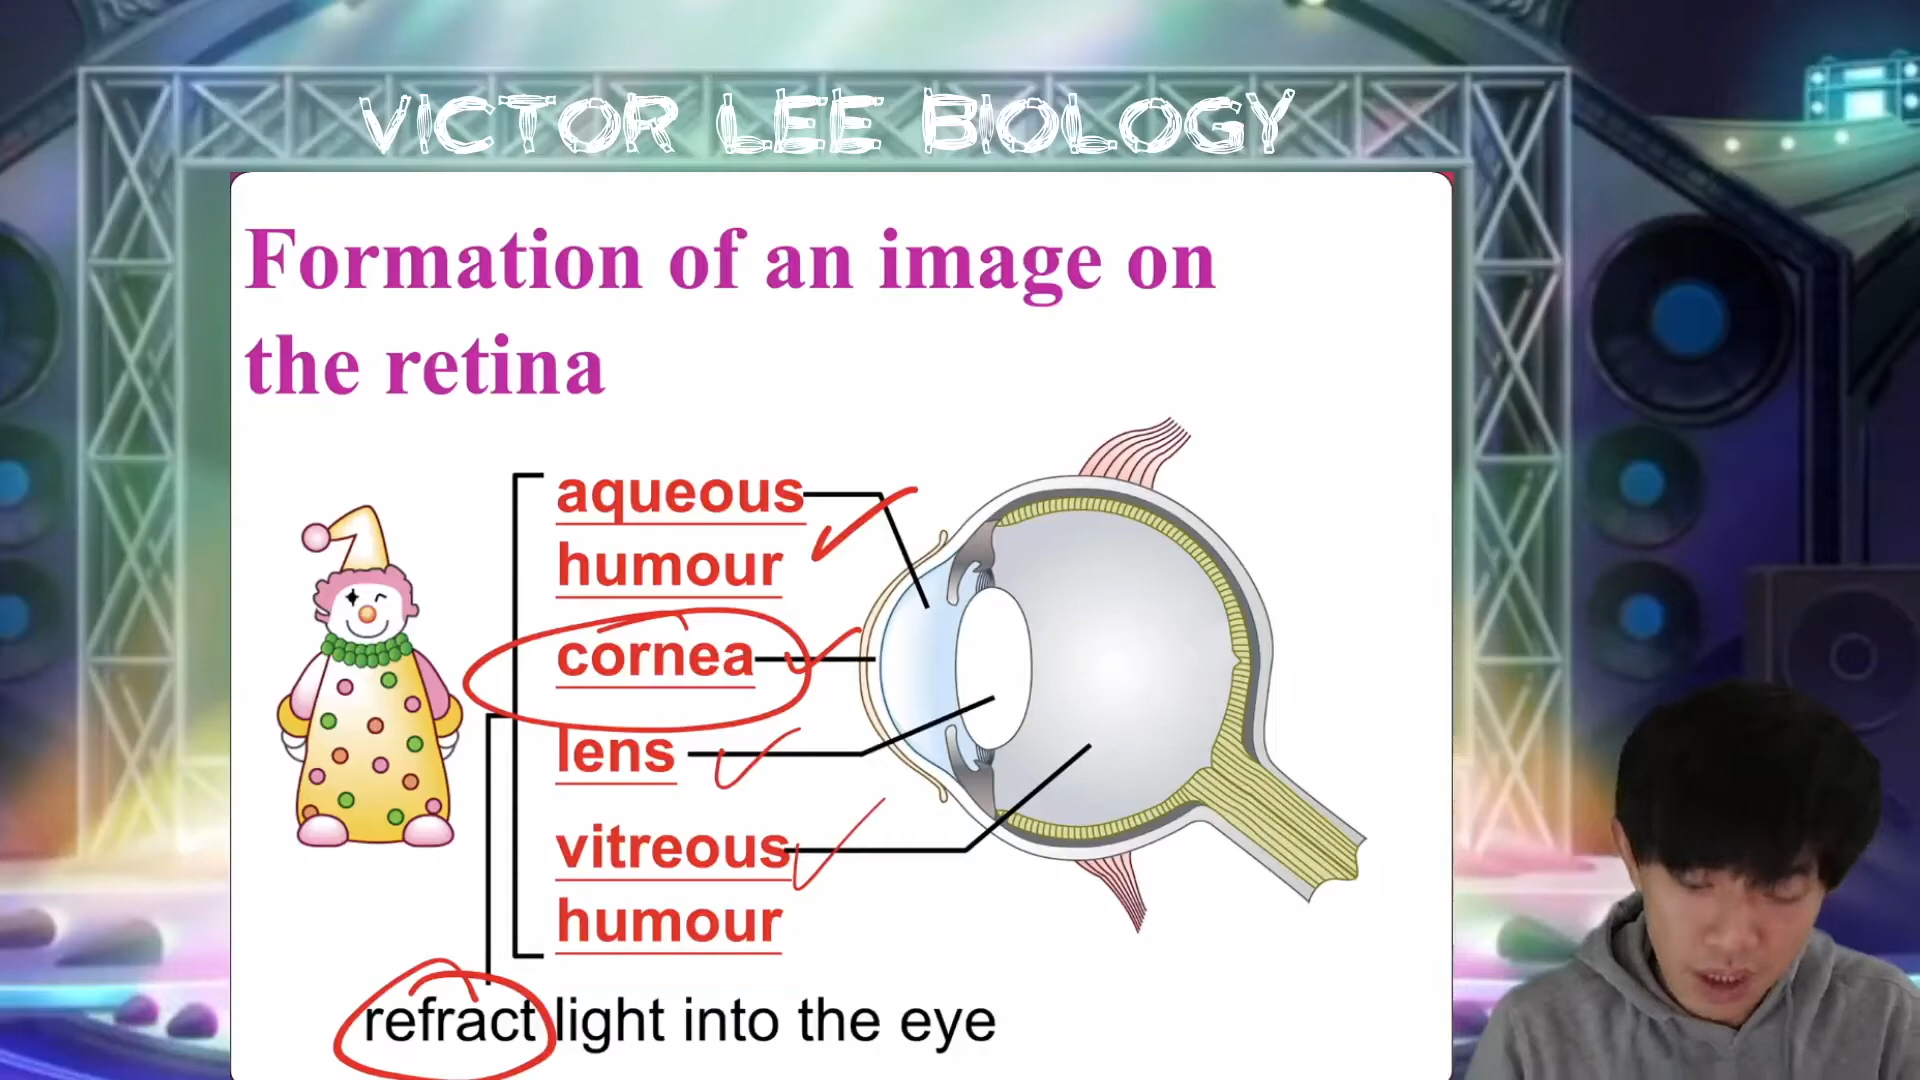 VICTOR LEE BIOLOGY
Formation of an image on
the retina
aqueous
humour
cornea
lens
vitreous
humour
refract light into the eye